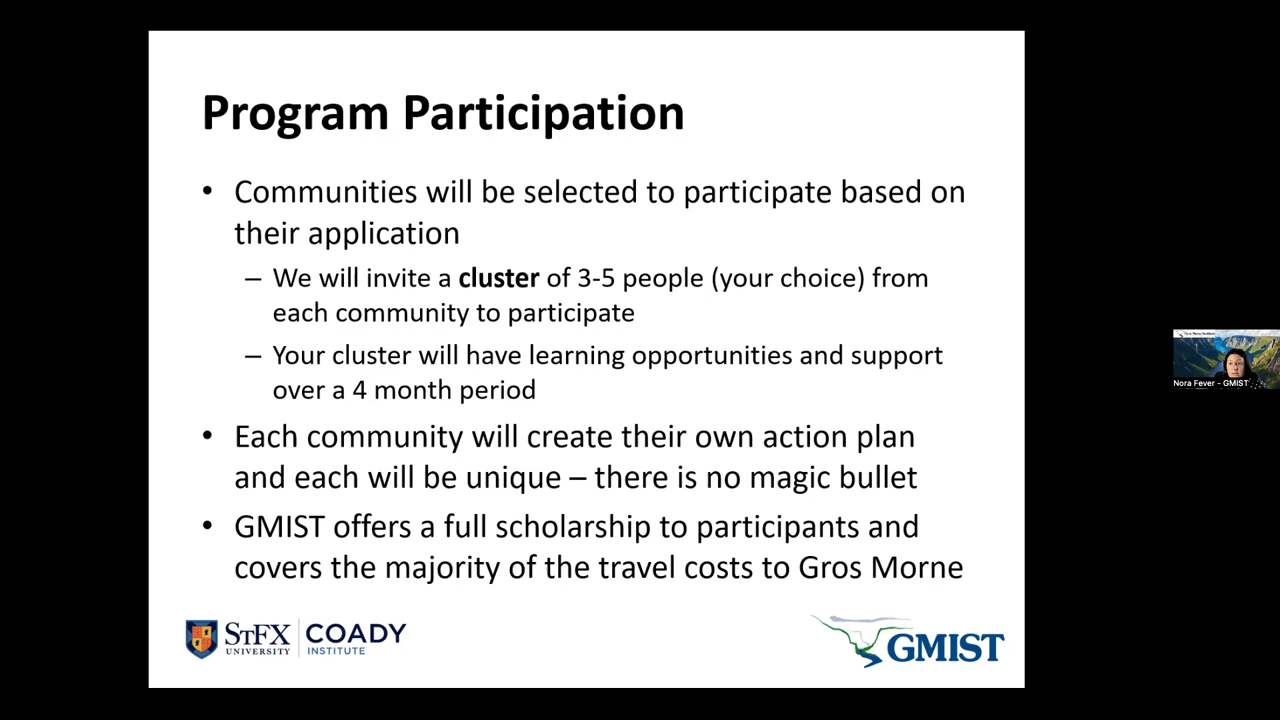 Program Participation
• Communities will be selected to participate based on
their application
– We will invite a cluster of 3-5 people (your choice) from
each community to participate
– Your cluster will have learning opportunities and support
over a 4 month period
• Each community will create their own action plan
and each will be unique – there is no magic bullet
• GMIST offers a full scholarship to participants and
covers the majority of the travel costs to Gros Morne
STFX UNIVERSITY COADY INSTITUTE
GMIST
Nora Fever - GMIST